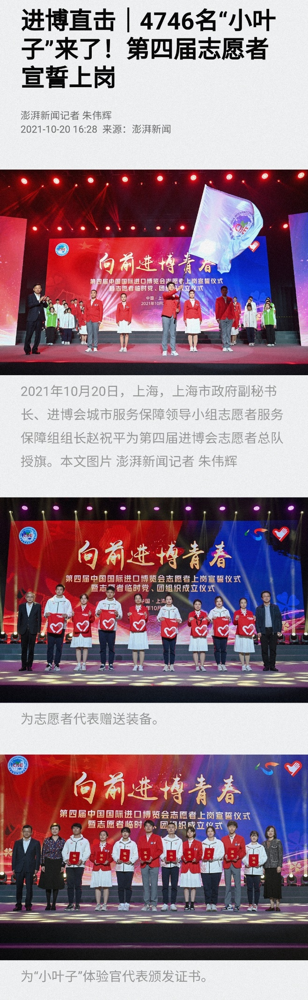 进博直击｜4746名“小叶
子”来了！第四届志愿者
宣誓上岗
澎湃新闻记者 朱伟辉
2021-10-20 16:28 来源：澎湃新闻
CIIE
向前进博青春
第四届中国国际进口博览会志愿者上岗宣誓仪式
暨志愿者临时党、团组织成立仪式
中国·上海
2021年10月
2021年10月20日，上海，上海市政府副秘书
长、进博会城市服务保障领导小组志愿者服务
保障组组长赵祝平为第四届进博会志愿者总队
授旗。本文图片 澎湃新闻记者 朱伟辉
CIIE
向前进博青春
第四届中国国际进口博览会志愿者上岗宣誓仪式
暨志愿者临时党、团组织成立仪式
中国·上海
为志愿者代表赠送装备。
CIIE
向前进博青春
第四届中国国际进口博览会志愿者上岗宣誓仪式
暨志愿者临时党、团组织成立仪式
证书
证书
证书
证书
证书
证书
证书
证书
证书
为“小叶子”体验官代表颁发证书。